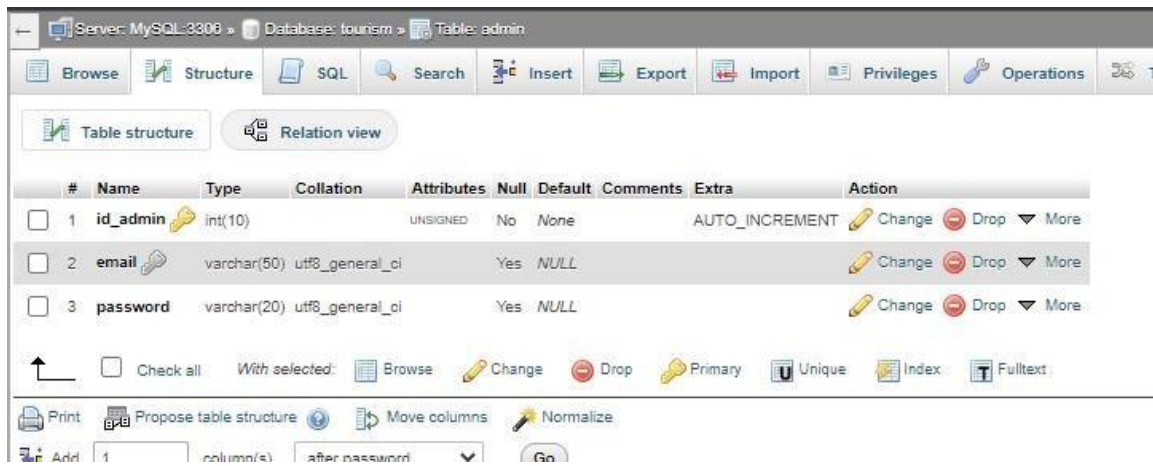 Server: MySQL:3306 » Database: tourism » Table: admin
Browse Structure SQL Search Insert Export Import Privileges Operations
Table structure Relation view
# Name Type Collation Attributes Null Default Comments Extra Action
1 id_admin int(10) UNSIGNED No None AUTO_INCREMENT Change Drop More
2 email varchar(50) utf8_general_ci Yes NULL Change Drop More
3 password varchar(20) utf8_general_ci Yes NULL Change Drop More
Check all With selected: Browse Change Drop Primary Unique Index Fulltext
Print Propose table structure Move columns Normalize
Add 1 column(s) after password Go